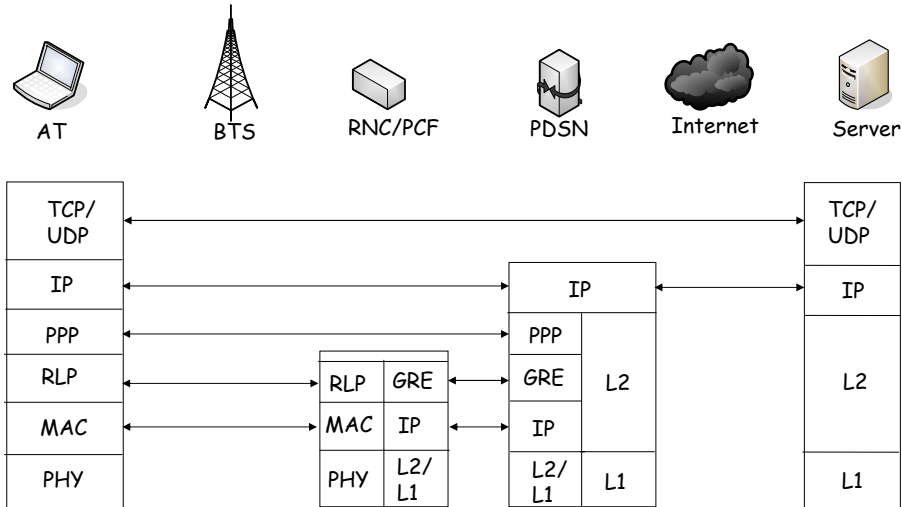 AT
BTS
RNC/PCF
PDSN
Internet
Server
TCP/
UDP
TCP/
UDP
IP
IP
IP
PPP
PPP
RLP
RLP
GRE
GRE
L2
L2
MAC
MAC
IP
IP
PHY
PHY
L2/
L1
L2/
L1
L1
L1